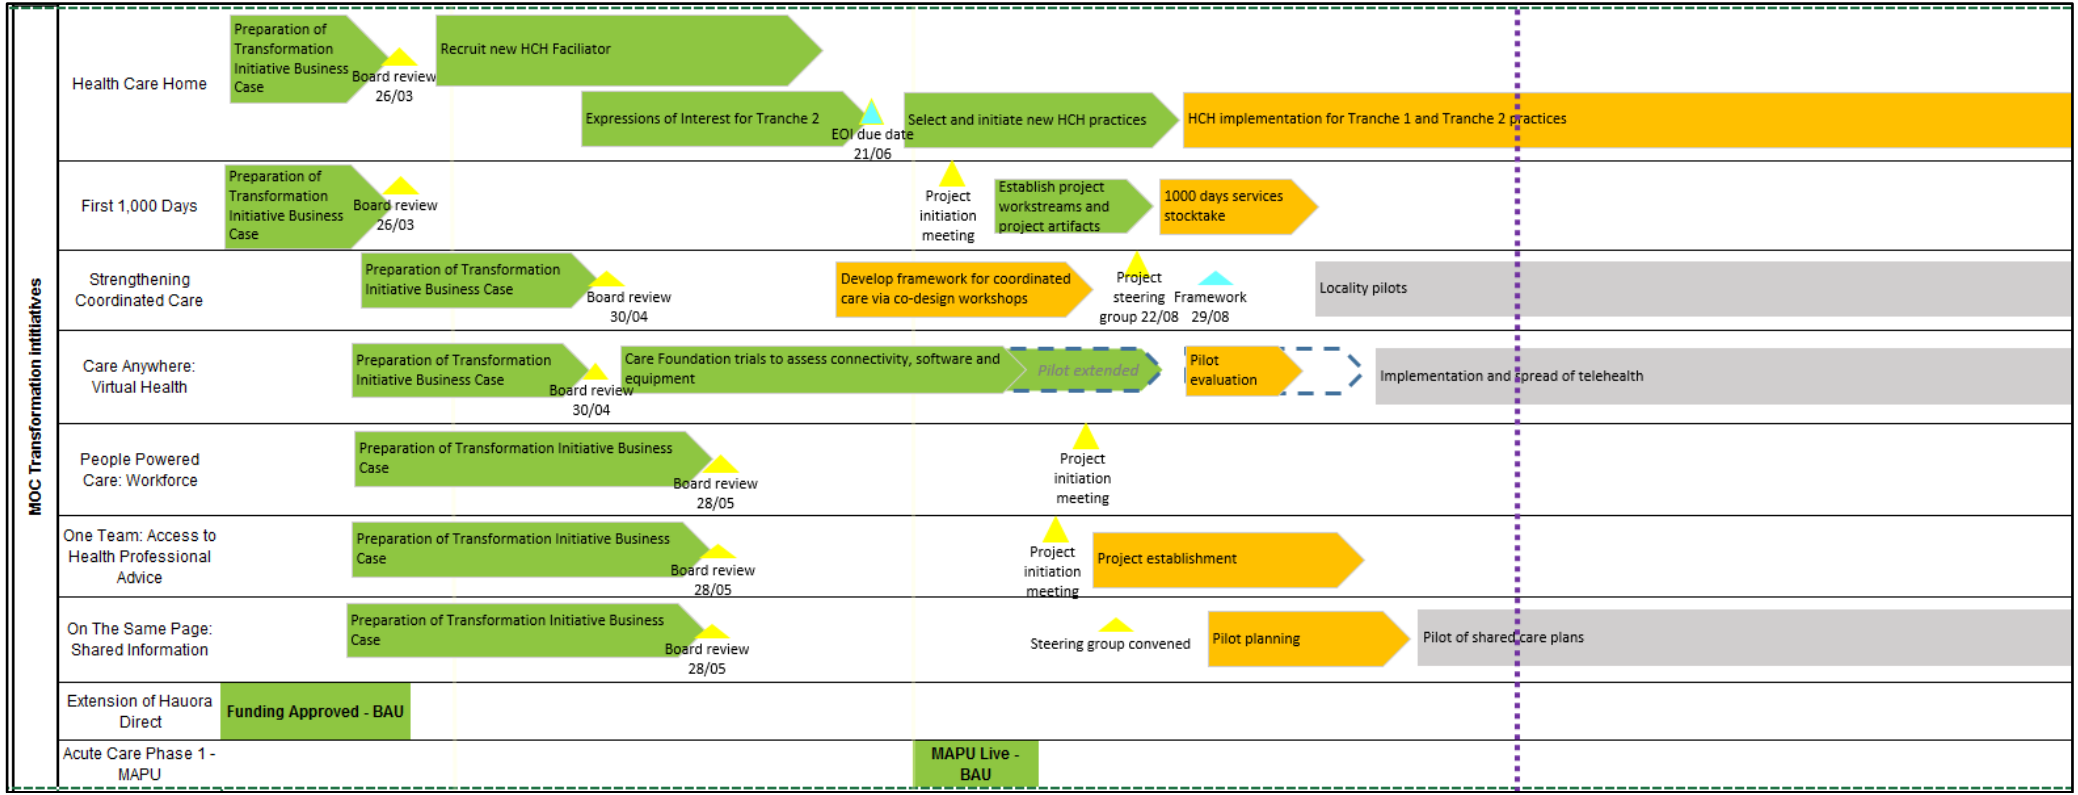 MOC Transformation intitiatives
Health Care Home
Preparation of
Transformation
Initiative Business
Case
Board review
26/03
Recruit new HCH Faciliator
Expressions of Interest for Tranche 2
EOI due date
21/06
Select and initiate new HCH practices
HCH implementation for Tranche 1 and Tranche 2 practices
First 1,000 Days
Preparation of
Transformation
Initiative Business
Case
Board review
26/03
Project
initiation
meeting
Establish project
workstreams and
project artifacts
1000 days services
stocktake
Strengthening
Coordinated Care
Preparation of Transformation
Initiative Business Case
Board review
30/04
Develop framework for coordinated
care via co-design workshops
Project
steering
group 22/08
Framework
29/08
Locality pilots
Care Anywhere:
Virtual Health
Preparation of Transformation
Initiative Business Case
Board review
30/04
Care Foundation trials to assess connectivity, software and
equipment
Pilot extended
Pilot
evaluation
Implementation and spread of telehealth
People Powered
Care: Workforce
Preparation of Transformation Initiative Business
Case
Board review
28/05
Project
initiation
meeting
One Team: Access to
Health Professional
Advice
Preparation of Transformation Initiative Business
Case
Board review
28/05
Project
initiation
meeting
Project establishment
On The Same Page:
Shared Information
Preparation of Transformation Initiative Business
Case
Board review
28/05
Steering group convened
Pilot planning
Pilot of shared care plans
Extension of Hauora
Direct
Funding Approved - BAU
Acute Care Phase 1 -
MAPU
MAPU Live -
BAU